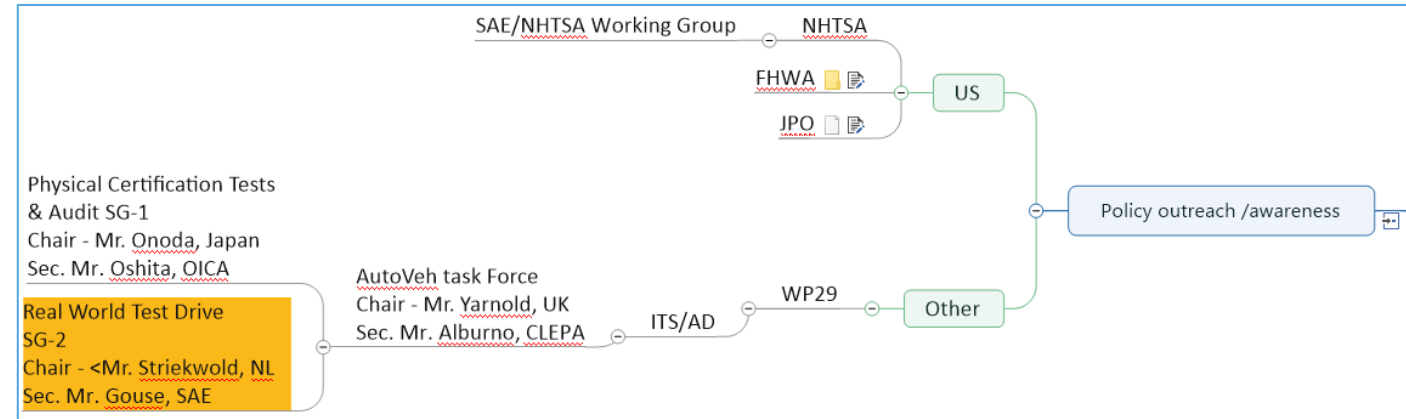 SAE/NHTSA Working Group
NHTSA
FHWA
JPO
US
Physical Certification Tests
& Audit SG-1
Chair - Mr. Onoda, Japan
Sec. Mr. Oshita, OICA
Real World Test Drive
SG-2
Chair - <Mr. Striekwold, NL
Sec. Mr. Gouse, SAE
AutoVeh task Force
Chair - Mr. Yarnold, UK
Sec. Mr. Alburno, CLEPA
ITS/AD
WP29
Other
Policy outreach /awareness